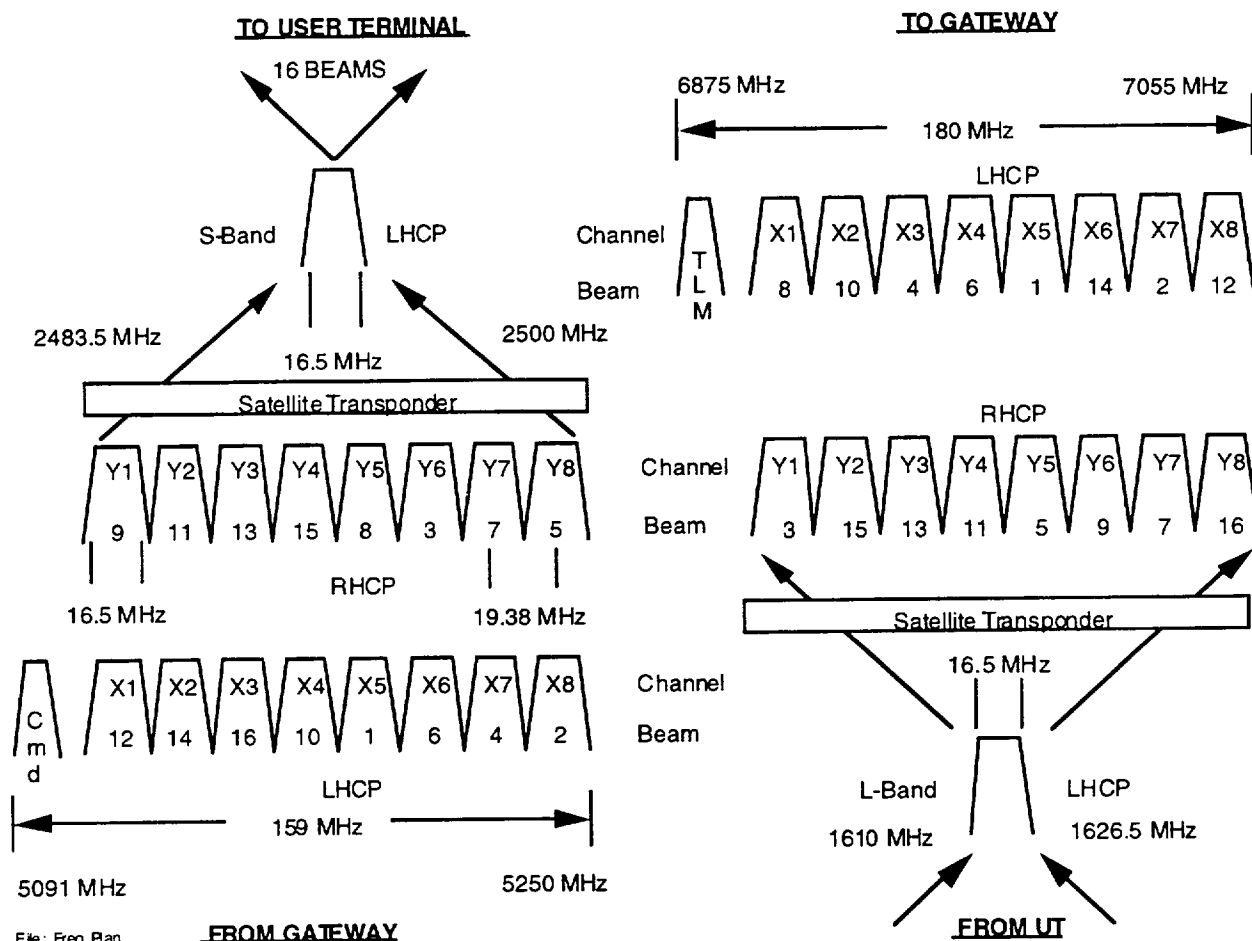 TO USER TERMINAL
16 BEAMS
S-Band
LHCP
2483.5 MHz
2500 MHz
16.5 MHz
Satellite Transponder
Y1 Y2 Y3 Y4 Y5 Y6 Y7 Y8
9 11 13 15 8 3 7 5
RHCP
16.5 MHz
19.38 MHz
Cmd
X1 X2 X3 X4 X5 X6 X7 X8
12 14 16 10 1 6 4 2
LHCP
159 MHz
5091 MHz
5250 MHz
File: Freq Plan
FROM GATEWAY
TO GATEWAY
6875 MHz
7055 MHz
180 MHz
LHCP
Channel
TLM
X1 X2 X3 X4 X5 X6 X7 X8
Beam
8 10 4 6 1 14 2 12
RHCP
Channel
Y1 Y2 Y3 Y4 Y5 Y6 Y7 Y8
Beam
3 15 13 11 5 9 7 16
Satellite Transponder
16.5 MHz
Channel
Beam
L-Band
LHCP
1610 MHz
1626.5 MHz
FROM UT